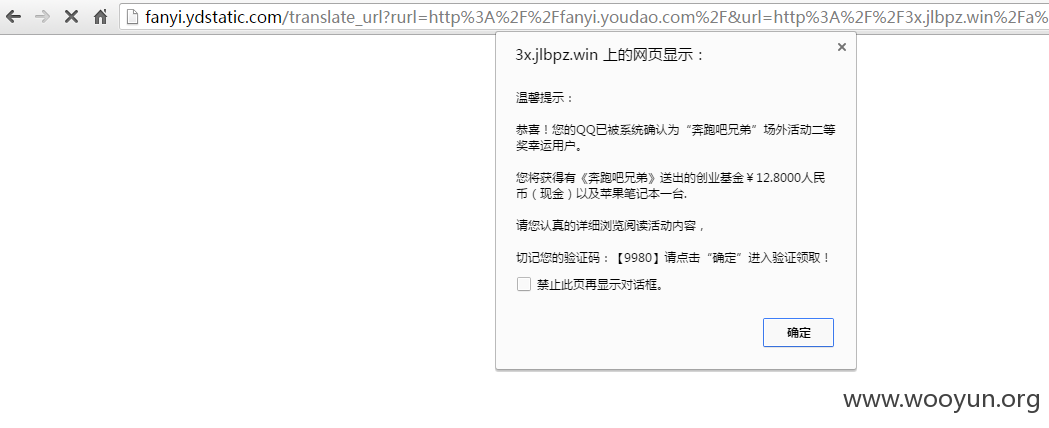 fanyi.ydstatic.com/translate_url?rurl=http%3A%2F%2Ffanyi.youdao.com%2F&url=http%3A%2F%2F3x.jlbpz.win%2Fa%
3x.jlbpz.win 上的网页显示：
温馨提示：
恭喜！您的QQ已被系统确认为“奔跑吧兄弟”场外活动二等
奖幸运用户。
您将获得有《奔跑吧兄弟》送出的创业基金￥12.8000人民
币（现金）以及苹果笔记本一台.
请您认真的详细浏览阅读活动内容，
切记您的验证码：【9980】请点击“确定”进入验证领取！
禁止此页再显示对话框。
确定
www.wooyun.org